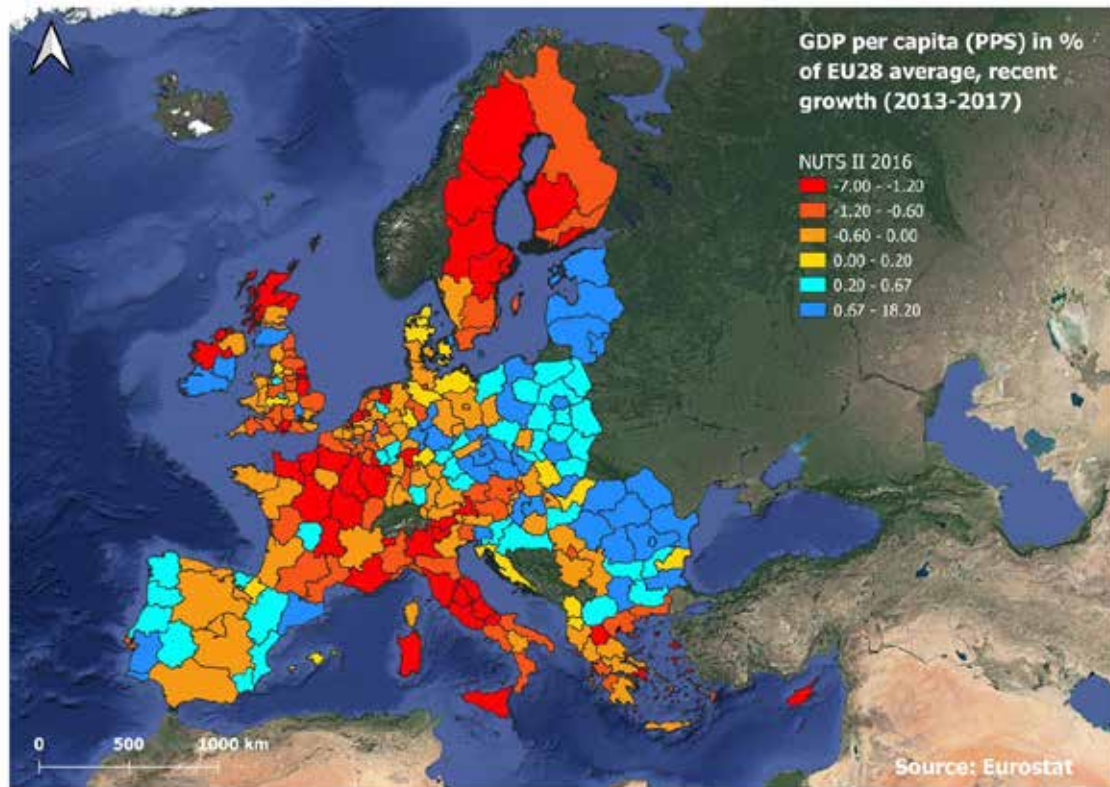 GDP per capita (PPS) in %
of EU28 average, recent
growth (2013-2017)
NUTS II 2016
-7.00 - -1.20
-1.20 - -0.60
-0.60 - 0.00
0.00 - 0.20
0.20 - 0.67
0.67 - 18.20
0 500 1000 km
Source: Eurostat